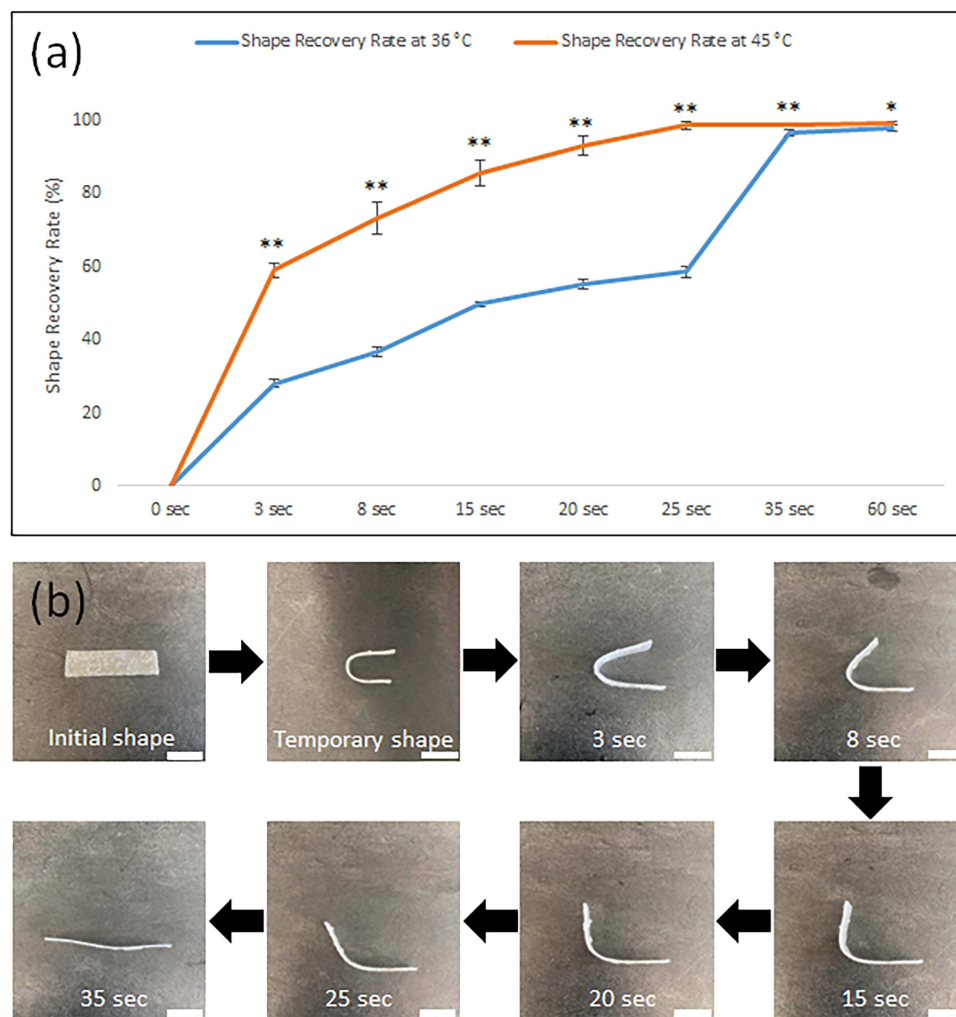 (a)
Shape Recovery Rate at 36 °C
Shape Recovery Rate at 45 °C
Shape Recovery Rate (%)
100
80
60
40
20
0
** ** ** ** ** ** *
0 sec 3 sec 8 sec 15 sec 20 sec 25 sec 35 sec 60 sec
(b)
Initial shape
Temporary shape
3 sec
8 sec
35 sec
25 sec
20 sec
15 sec